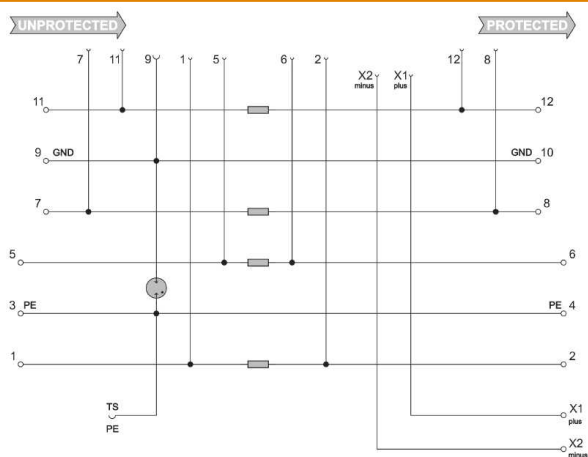 UNPROTECTED PROTECTED
7 11 9 1 5 6 2 X2 minus X1 plus 12 8
11 12
9 GND GND 10
7 8
5 6
3 PE PE 4
1 2
TS
PE
X1
plus
X2
minus